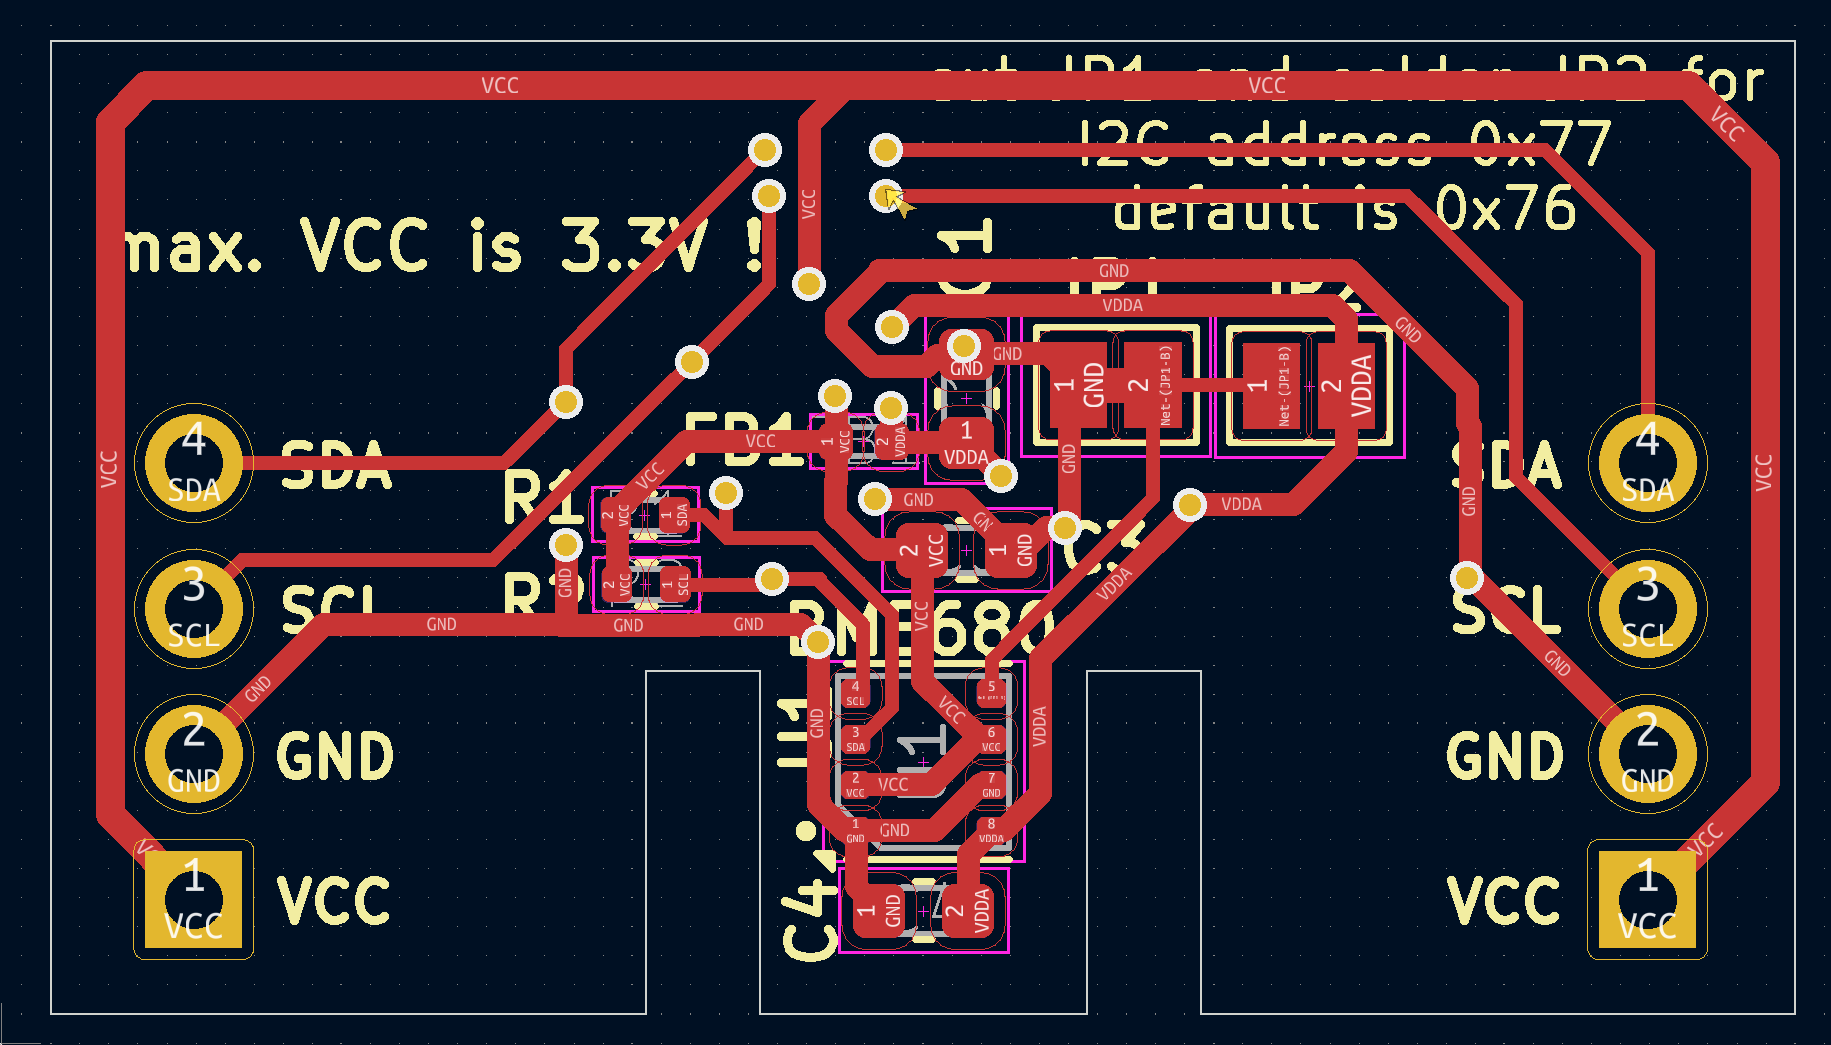 VCC
VCC
cut JP1 and solder JP2 for
VCC
I2C address 0x77
default is 0x76
VCC
max. VCC is 3.3V !
C1
GND
JP1
JP2
VDDA
GND
GND
GND
1
GND
2
Net-(JP1-B)
1
Net-(JP1-B)
2
VDDA
4
SDA
SDA
VCC
FB1
VCC
VCC
1
VCC
2
VDDA
1
VDDA
GND
GND
VDDA
SDA
4
SDA
VCC
R1
2
VCC
1
SDA
GND
2
VCC
1
GND
C3
VDDA
3
SCL
SCL
GND
R2
2
VCC
1
SCL
VCC
BME680
SCL
3
SCL
GND
GND
GND
GND
GND
2
GND
GND
U1
GND
4
SCL
3
SDA
2
VCC
1
GND
VCC
U1
VCC
GND
5
6
VCC
7
GND
8
VDDA
VDDA
GND
2
GND
VCC
1
VCC
VCC
C4
1
GND
2
VDDA
VCC
VCC
1
VCC